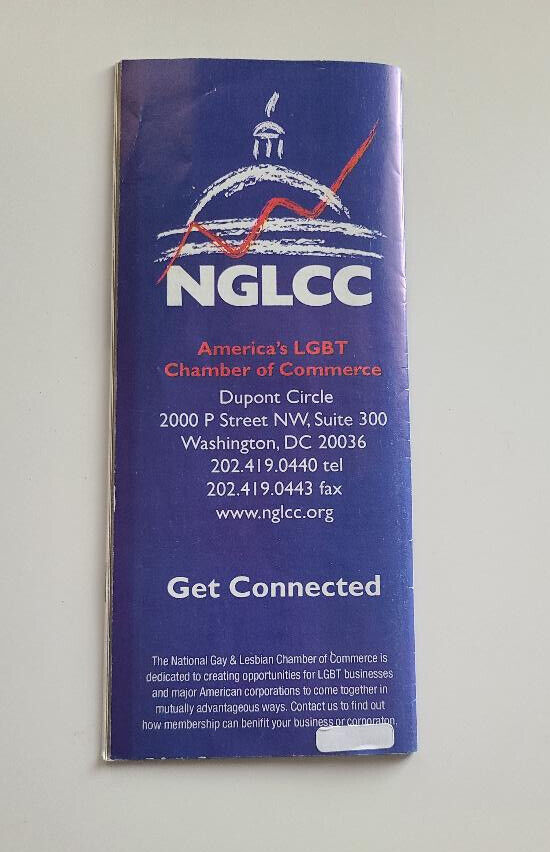 NGLCC
America's LGBT
Chamber of Commerce
Dupont Circle
2000 P Street NW, Suite 300
Washington, DC 20036
202.419.0440 tel
202.419.0443 fax
www.nglcc.org
Get Connected
The National Gay & Lesbian Chamber of Commerce is
dedicated to creating opportunities for LGBT businesses
and major American corporations to come together in
mutually advantageous ways. Contact us to find out
how membership can benifit your business or corporaton.